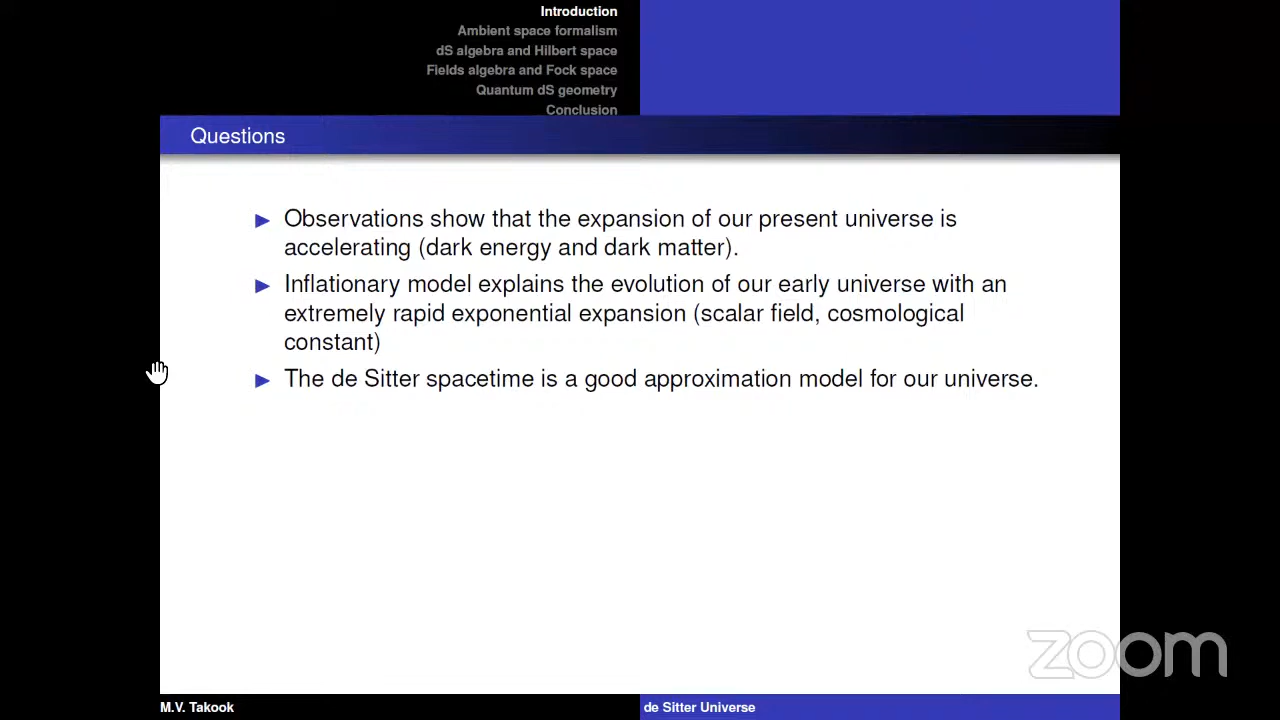 Introduction
Ambient space formalism
dS algebra and Hilbert space
Fields algebra and Fock space
Quantum dS geometry
Conclusion
Questions
Observations show that the expansion of our present universe is
accelerating (dark energy and dark matter).
Inflationary model explains the evolution of our early universe with an
extremely rapid exponential expansion (scalar field, cosmological
constant)
The de Sitter spacetime is a good approximation model for our universe.
zoom
M.V. Takook
de Sitter Universe